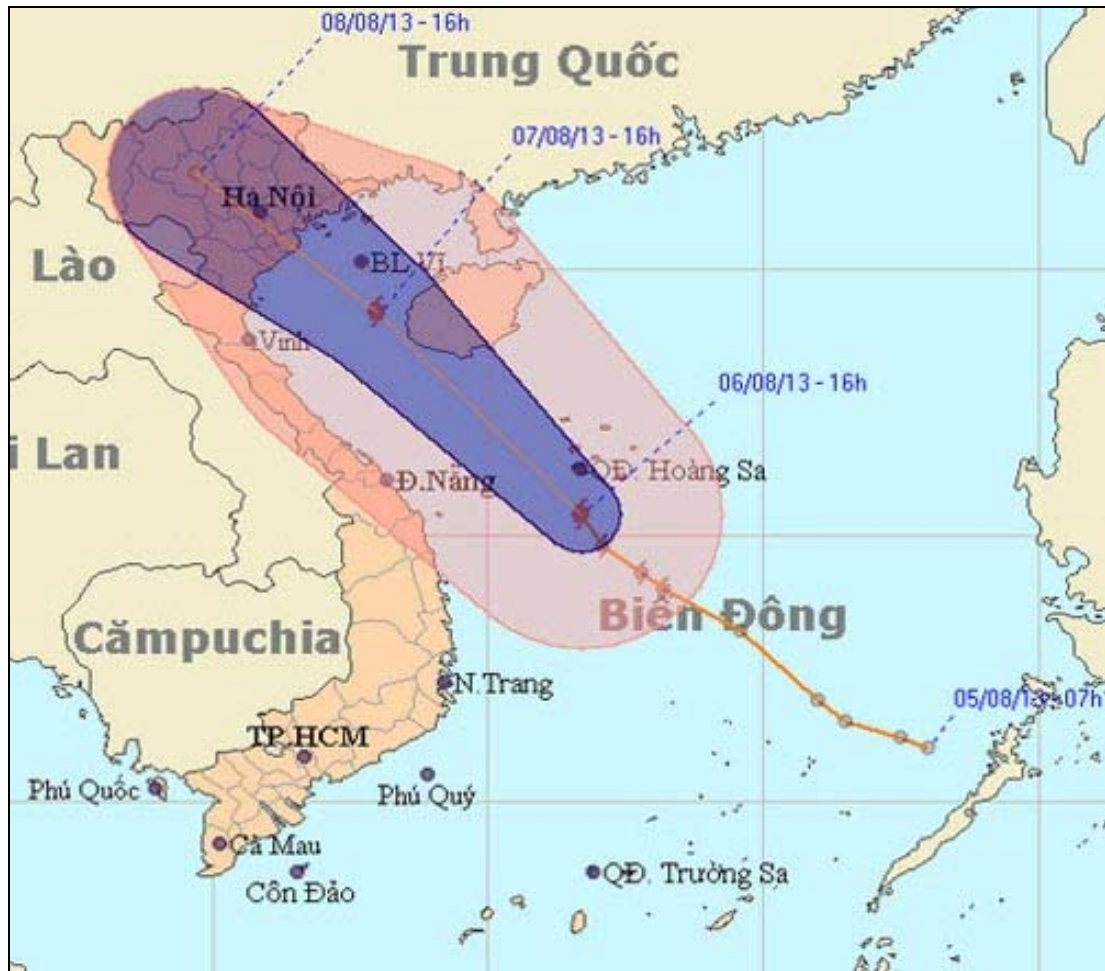 08/08/13 - 16h
Trung Quốc
07/08/13 - 16h
Hà Nội
Lào
BL VI
Vinh
06/08/13 - 16h
i Lan
QĐ. Hoàng Sa
Đ.Nẵng
Biển Đông
Cămpuchia
N.Trang
05/08/13 - 07h
TP.HCM
Phú Quốc
Phú Quý
Cà Mau
QĐ. Trường Sa
Côn Đảo